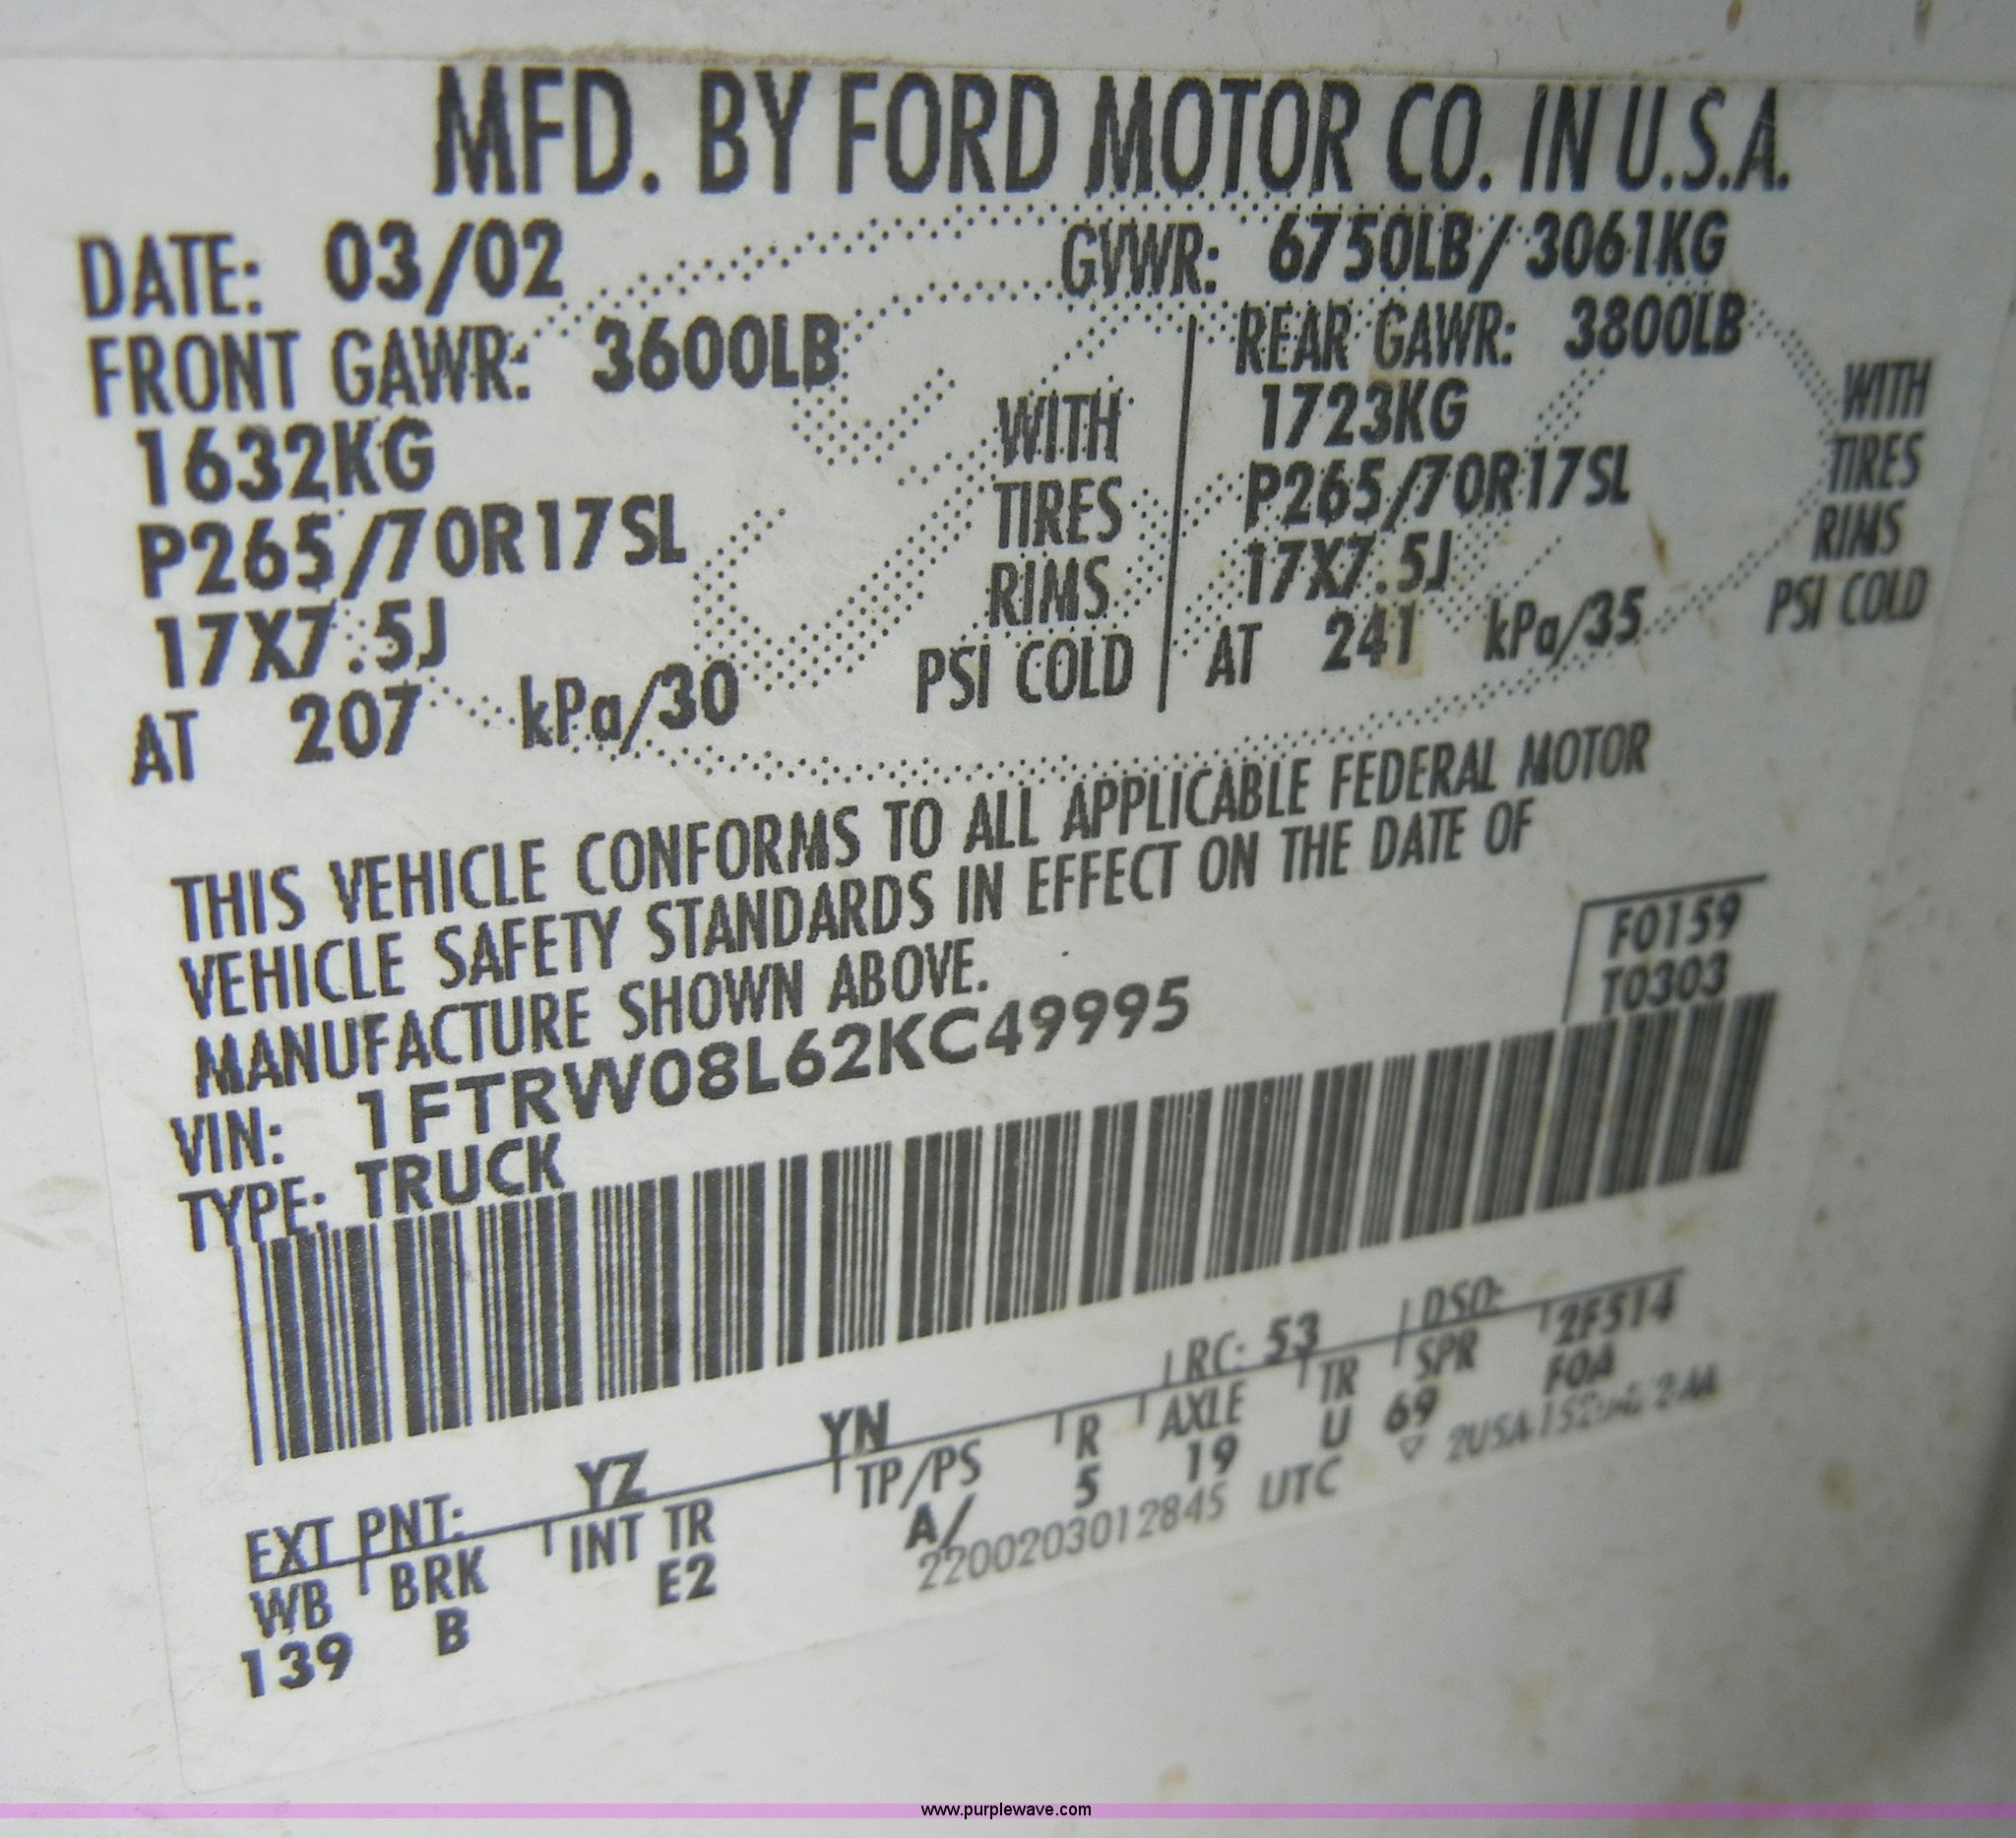 MFD. BY FORD MOTOR CO. IN U.S.A.
DATE: 03/02 GVWR: 6750LB/3061KG
FRONT GAWR: 3600LB REAR GAWR: 3800LB
1632KG WITH 1723KG WITH
P265/70R17SL TIRES P265/70R17SL TIRES
17X7.5J RIMS 17X7.5J RIMS
AT 207 kPa/30 PSI COLD AT 241 kPa/35 PSI COLD
THIS VEHICLE CONFORMS TO ALL APPLICABLE FEDERAL MOTOR
VEHICLE SAFETY STANDARDS IN EFFECT ON THE DATE OF
MANUFACTURE SHOWN ABOVE.
F0159
T0303
VIN: 1FTRW08L62KC49995
TYPE: TRUCK
EXT PNT: YZ YN RC: 53 DSO:
WB BRK INT TR TP/PS R AXLE TR SPR 2F514
139 B E2 A/ 5 19 U 69 F0A
2200203012845 UTC
www.purplewave.com